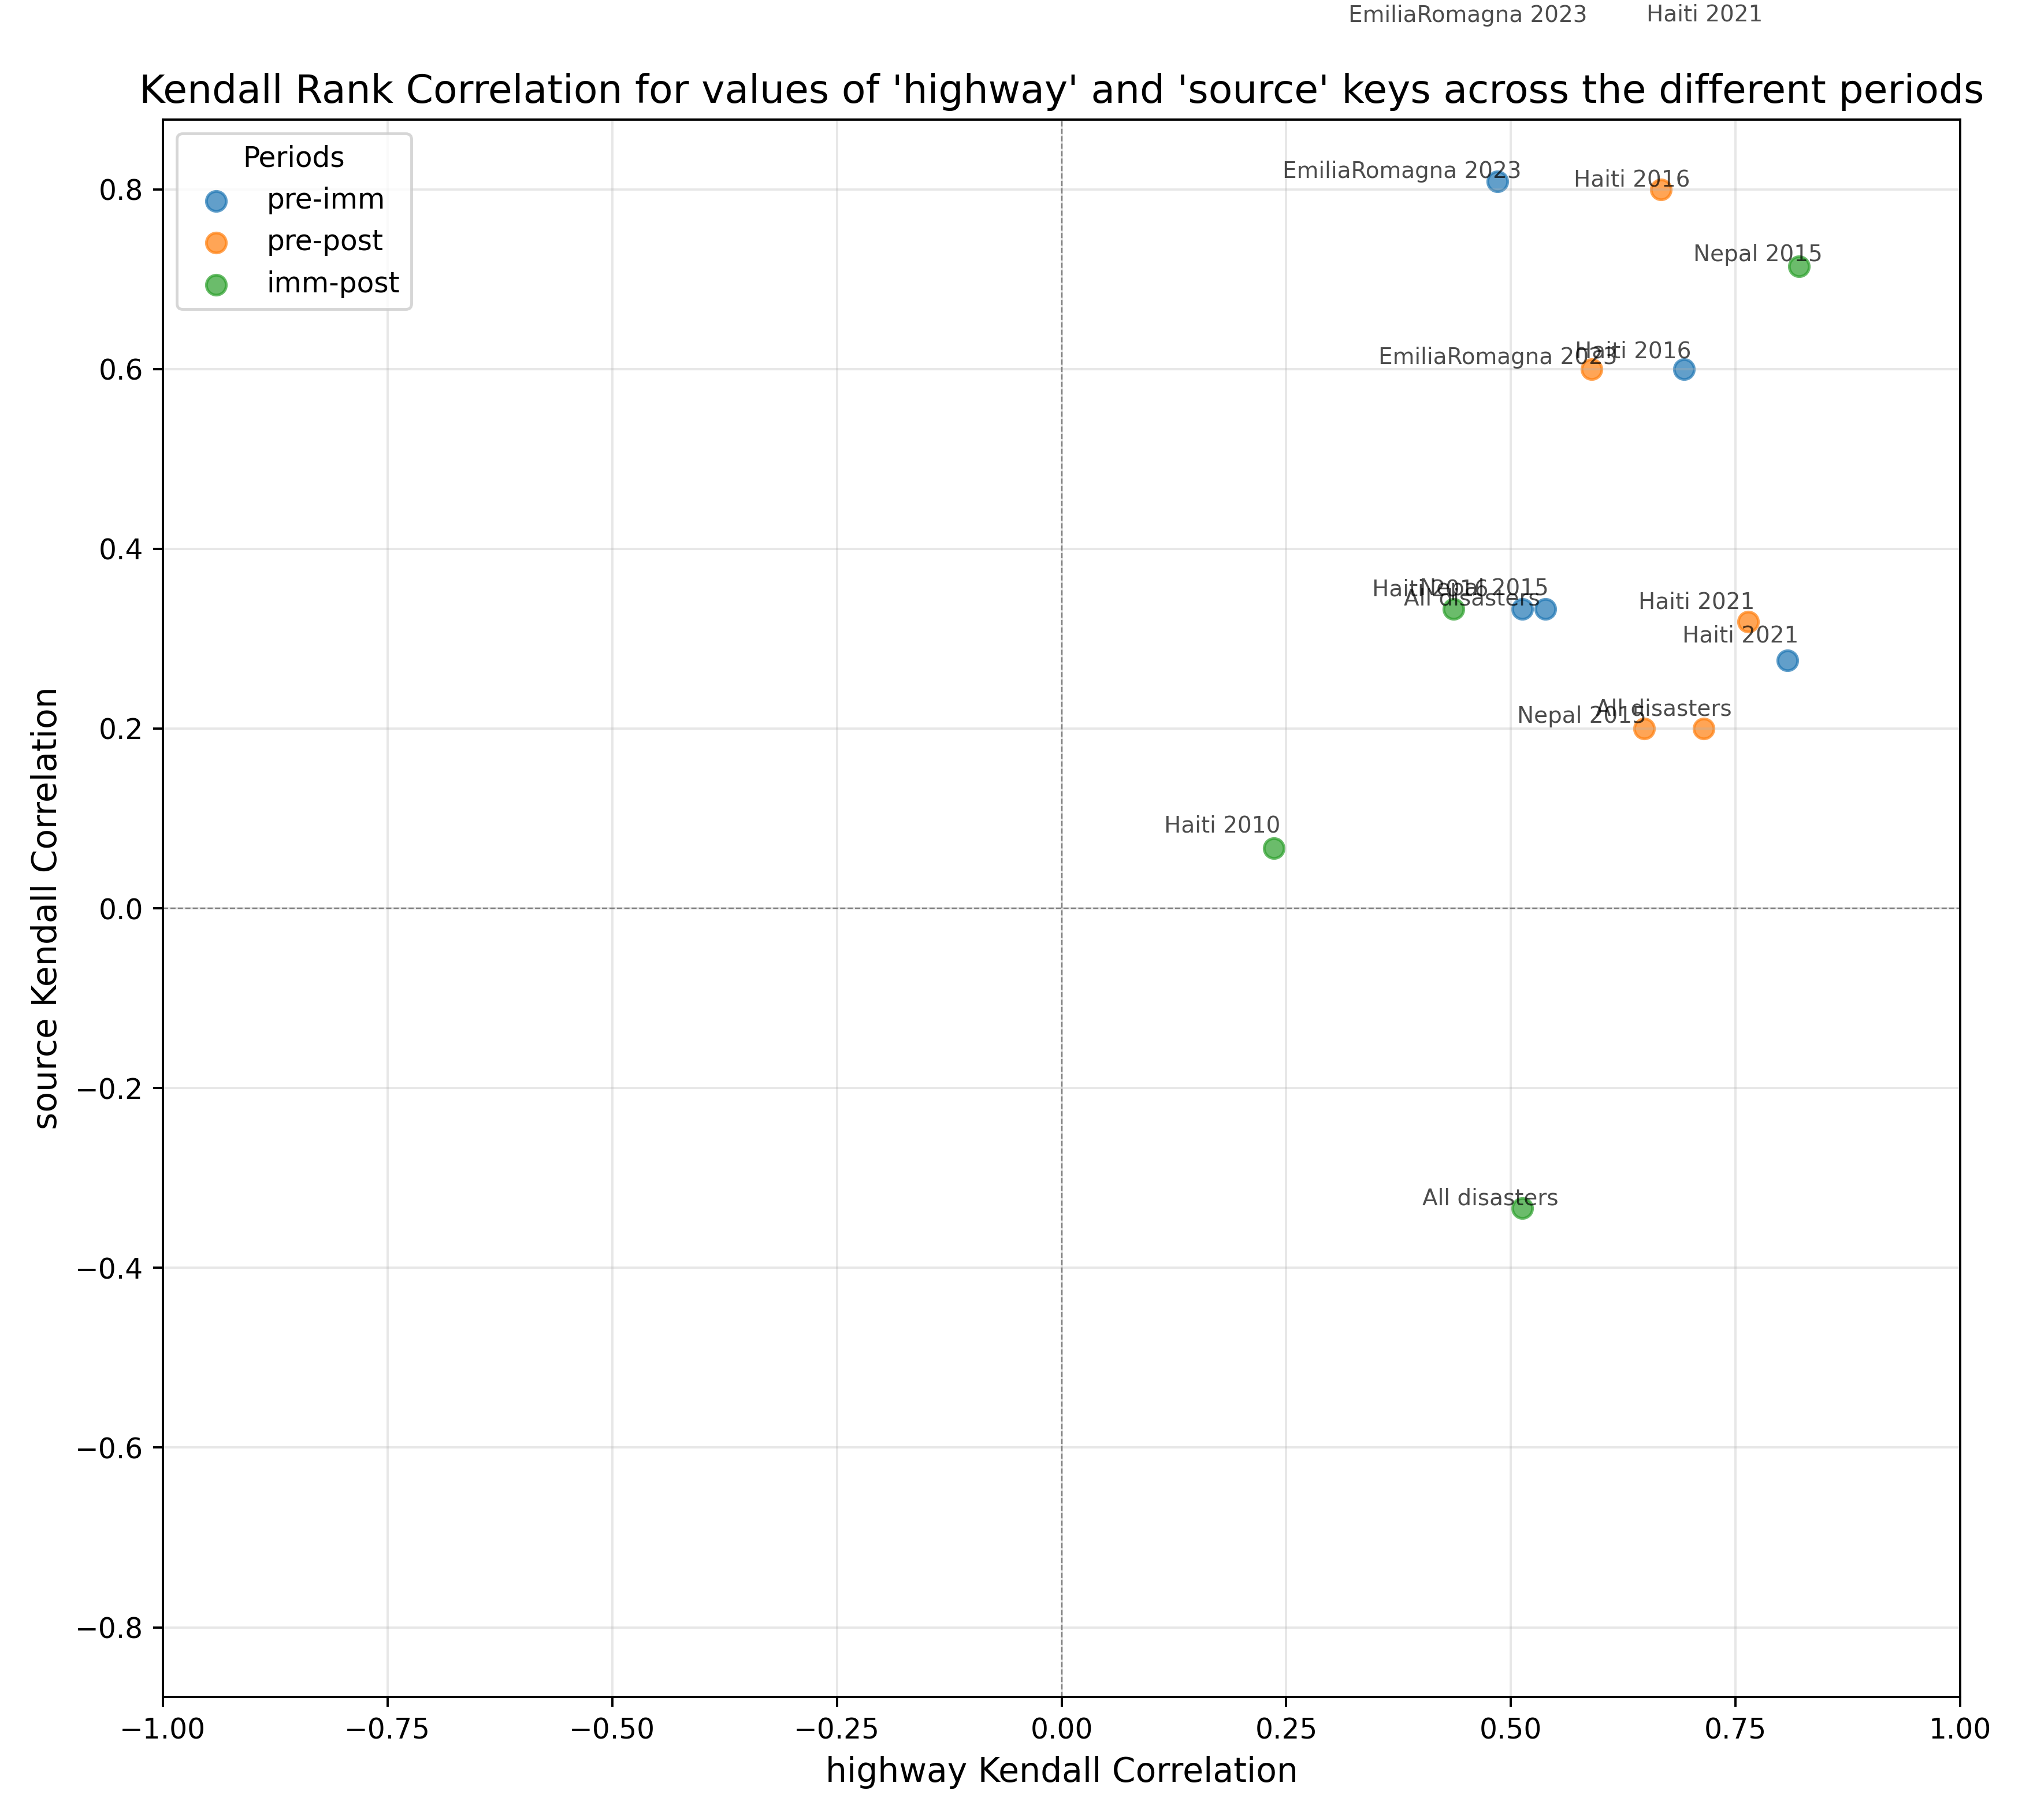 EmiliaRomagna 2023
Haiti 2021
Kendall Rank Correlation for values of 'highway' and 'source' keys across the different periods
Periods
pre-imm
pre-post
imm-post
EmiliaRomagna 2023
Haiti 2016
Nepal 2015
EmiliaRomagna 2023
Haiti 2016
Haiti 2016
Nepal 2015
All disasters
Haiti 2021
Haiti 2021
Nepal 2015
All disasters
Haiti 2010
All disasters
0.8
0.6
0.4
0.2
0.0
−0.2
−0.4
−0.6
−0.8
source Kendall Correlation
−1.00
−0.75
−0.50
−0.25
0.00
0.25
0.50
0.75
1.00
highway Kendall Correlation